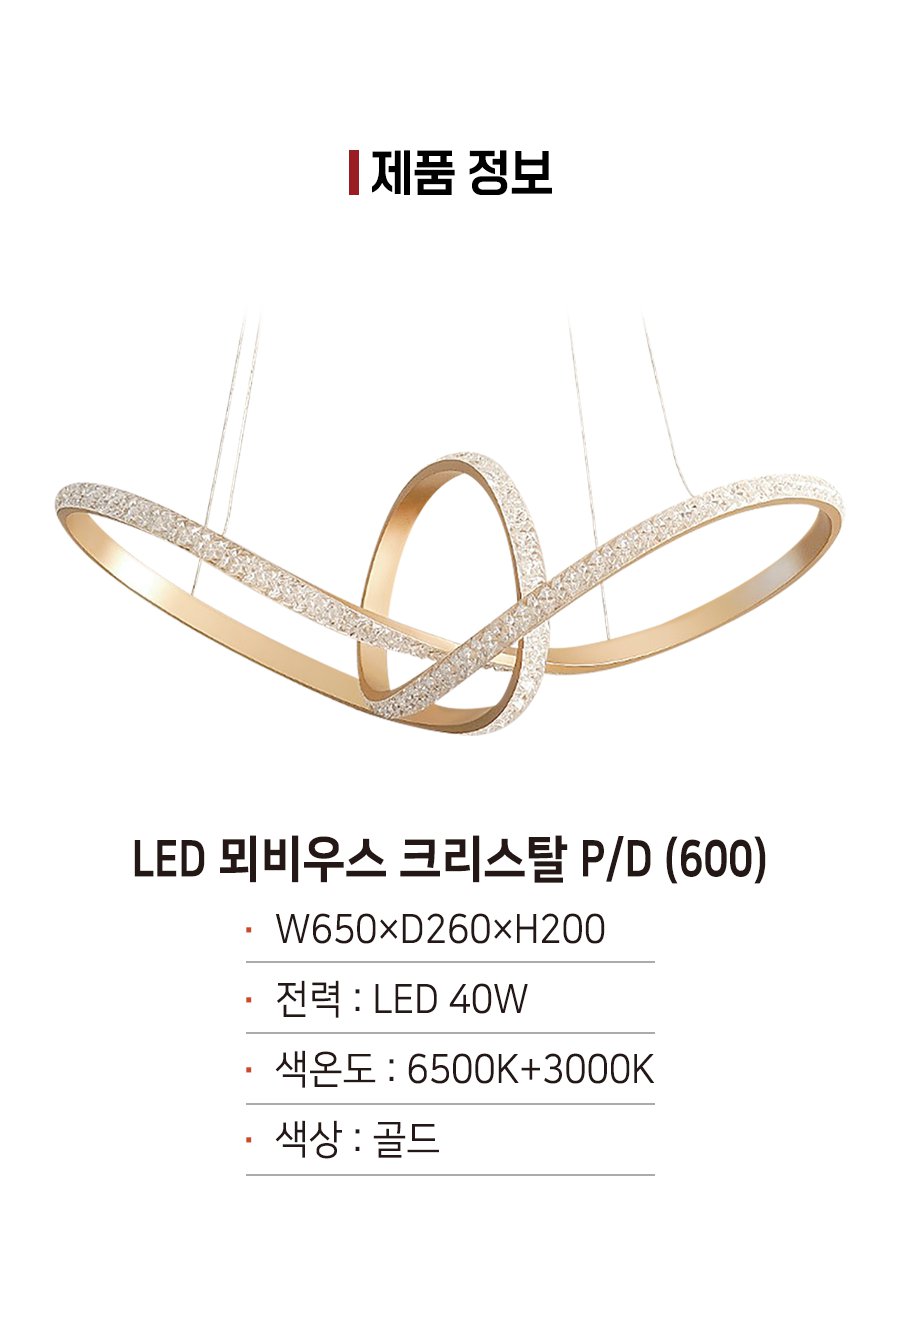 제품 정보
LED 뫼비우스 크리스탈 P/D (600)
· W650×D260×H200
· 전력 : LED 40W
· 색온도 : 6500K+3000K
· 색상 : 골드